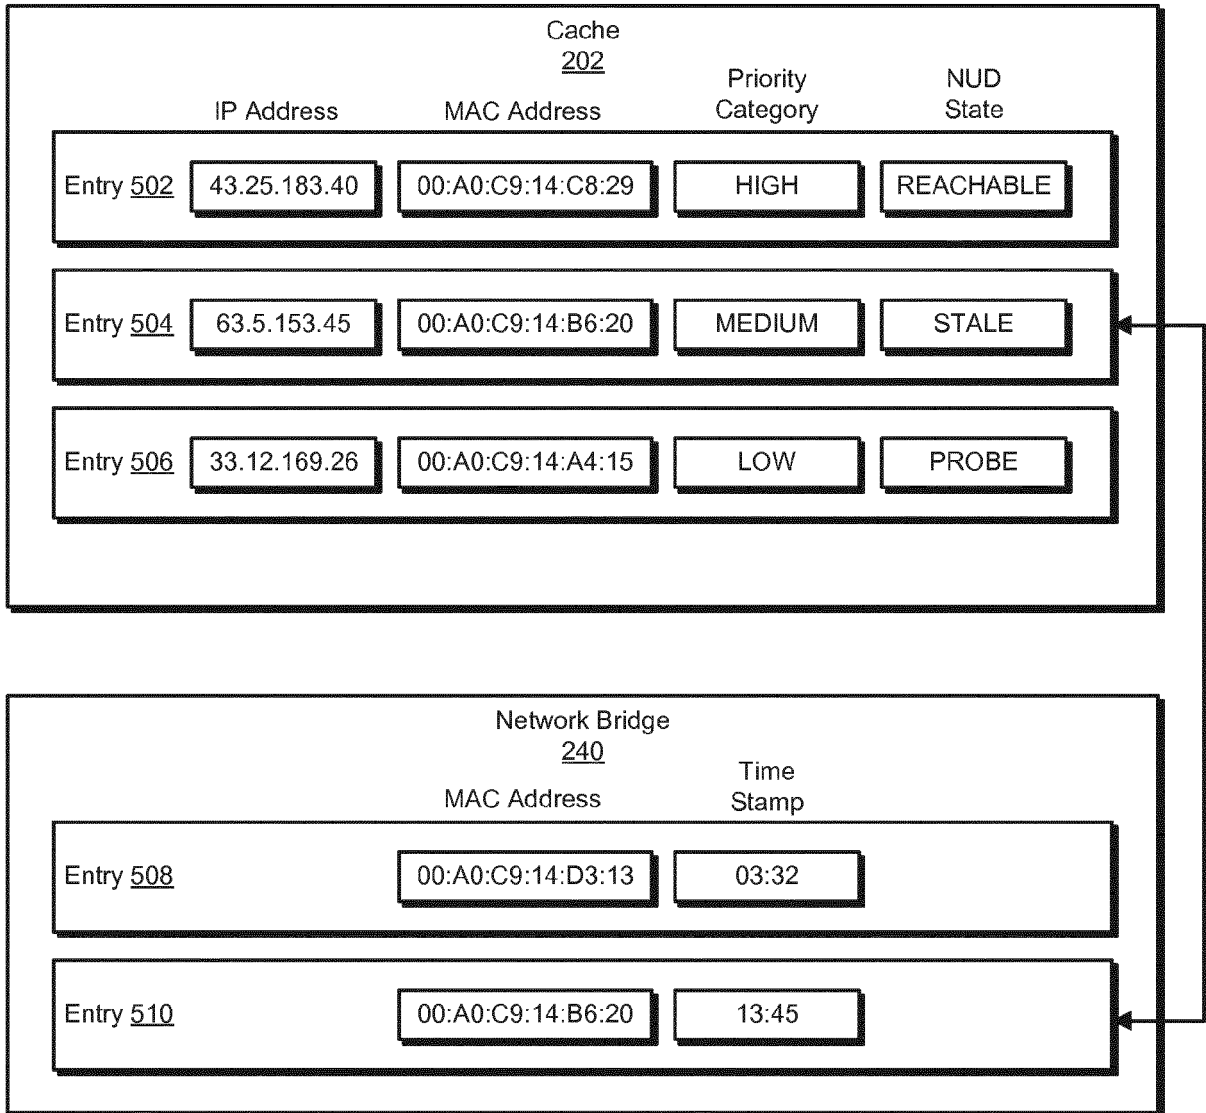 Cache
202
IP Address MAC Address Priority Category NUD State
Entry 502 43.25.183.40 00:A0:C9:14:C8:29 HIGH REACHABLE
Entry 504 63.5.153.45 00:A0:C9:14:B6:20 MEDIUM STALE
Entry 506 33.12.169.26 00:A0:C9:14:A4:15 LOW PROBE
Network Bridge
240
MAC Address Time Stamp
Entry 508 00:A0:C9:14:D3:13 03:32
Entry 510 00:A0:C9:14:B6:20 13:45